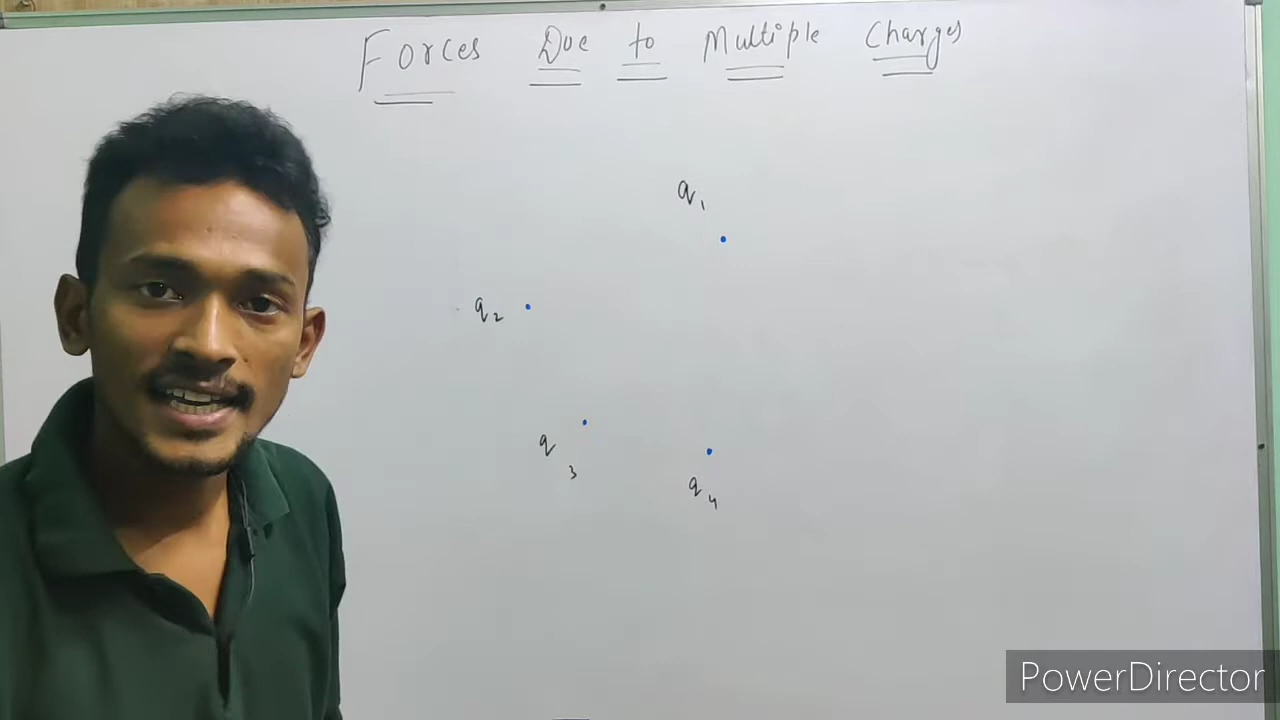 Forces Due to Multiple Charges
q1
q2
q3
q4
PowerDirector